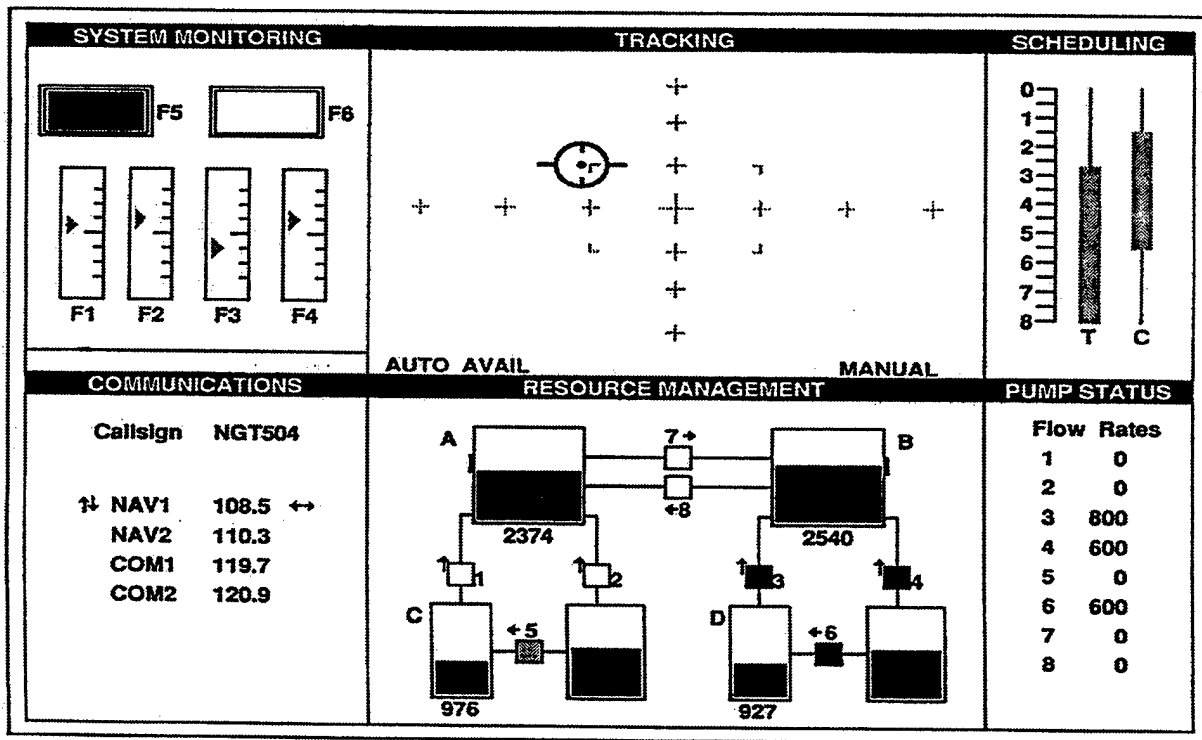 SYSTEM MONITORING
F5
F6
F1 F2 F3 F4
TRACKING
AUTO AVAIL
MANUAL
SCHEDULING
0
1
2
3
4
5
6
7
8
T C
COMMUNICATIONS
Callsign NGT504
↑↓ NAV1 108.5 ↔
NAV2 110.3
COM1 119.7
COM2 120.9
RESOURCE MANAGEMENT
A
7→
B
←8
2374
2540
↑1
↑2
↑3
↑4
C
←5
D
←6
976
927
PUMP STATUS
Flow Rates
1 0
2 0
3 800
4 600
5 0
6 600
7 0
8 0